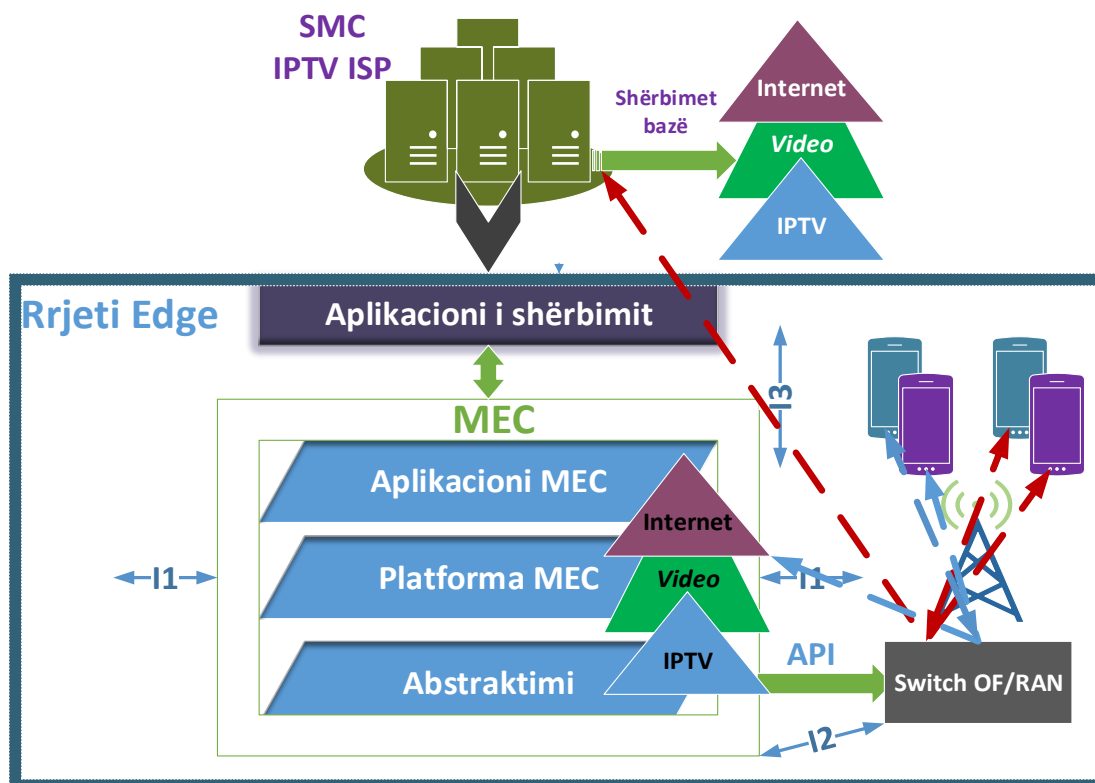 SMC
IPTV ISP
Shërbimet
bazë
Internet
Video
IPTV
Rrjeti Edge
Aplikacioni i shërbimit
I3
MEC
Aplikacioni MEC
Internet
I1
Platforma MEC
Video
I1
IPTV
API
Abstraktimi
Switch OF/RAN
I2